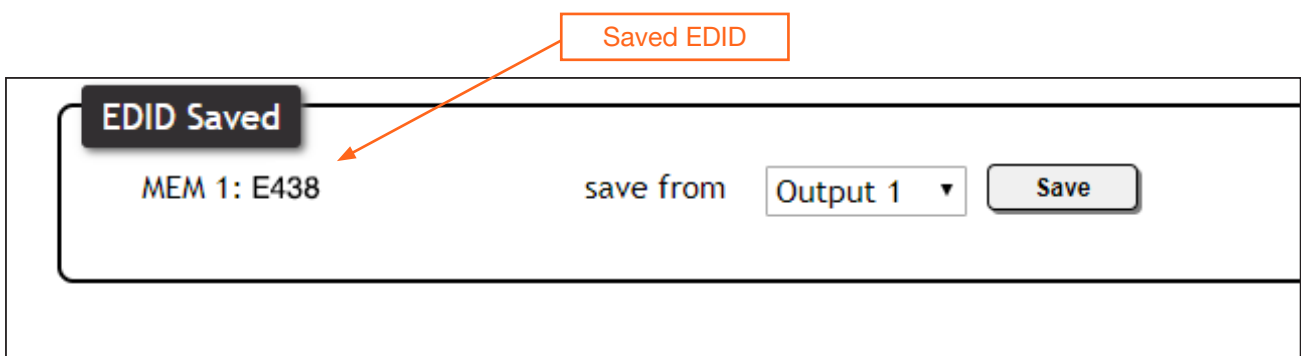 Saved EDID
EDID Saved
MEM 1: E438 save from Output 1 Save